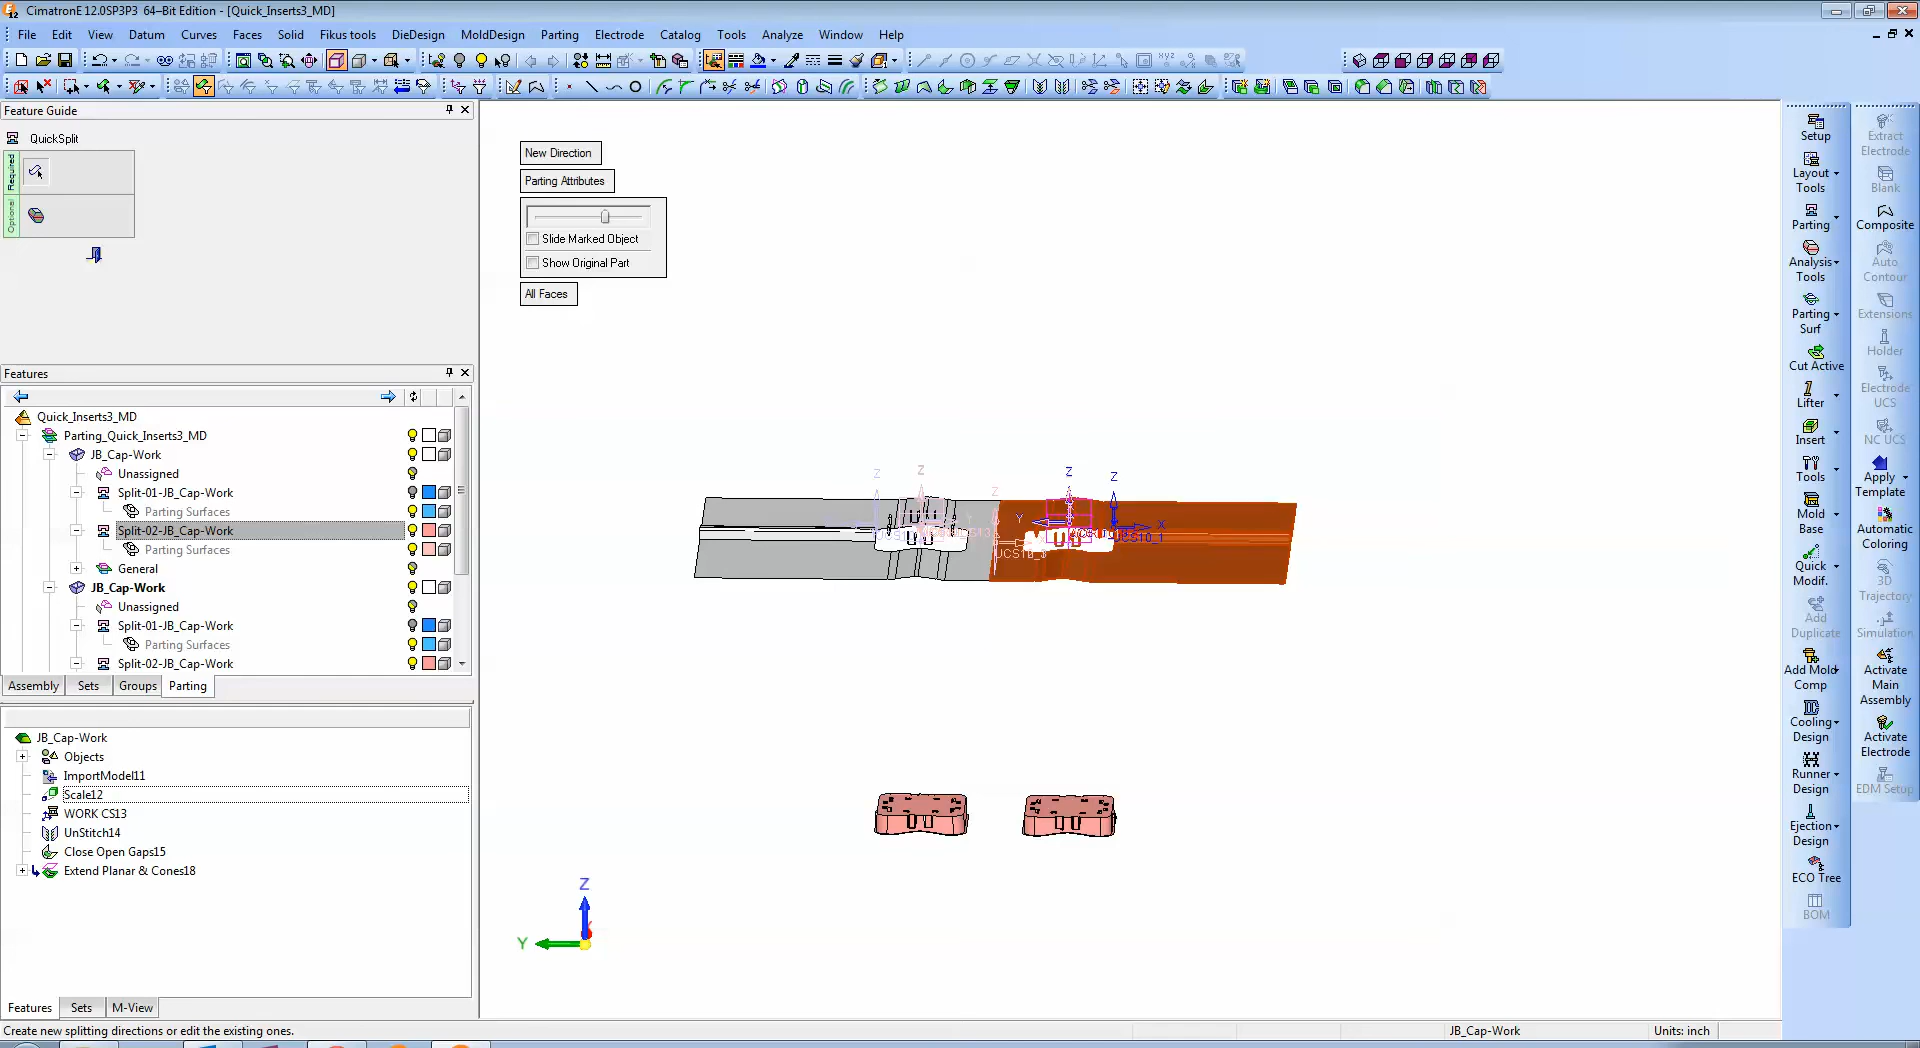 CimatronE 12.0SP3P3  64–Bit Edition - [Quick_Inserts3_MD]
File Edit View Datum Curves Faces Solid Fikus tools DieDesign MoldDesign Parting Electrode Catalog Tools Analyze Window Help
Feature Guide
QuickSplit
Required
Optional
New Direction
Parting Attributes
Slide Marked Object
Show Original Part
All Faces
Features
Quick_Inserts3_MD
Parting_Quick_Inserts3_MD
JB_Cap-Work
Unassigned
Split-01-JB_Cap-Work
Parting Surfaces
Split-02-JB_Cap-Work
Parting Surfaces
General
JB_Cap-Work
Unassigned
Split-01-JB_Cap-Work
Parting Surfaces
Split-02-JB_Cap-Work
Assembly Sets Groups Parting
JB_Cap-Work
Objects
ImportModel11
Scale12
WORK CS13
UnStitch14
Close Open Gaps15
Extend Planar & Cones18
Features Sets M-View
Z Z Z Z Z
Y X
UCS10_3
UCS10_1
Z
Y
Setup
Layout Tools
Parting
Analysis Tools
Parting Surf
Cut Active
Lifter
Insert
Tools
Mold Base
Quick Modif.
Add Duplicate
Add Mold Comp
Cooling Design
Runner Design
Ejection Design
ECO Tree
BOM
Extract Electrode
Blank
Composite
Auto Contour
Extensions
Holder
Electrode UCS
NC UCS
Apply Template
Automatic Coloring
3D Trajectory
Simulation
Activate Main Assembly
Activate Electrode
EDM Setup
Create new splitting directions or edit the existing ones.
JB_Cap-Work
Units: inch